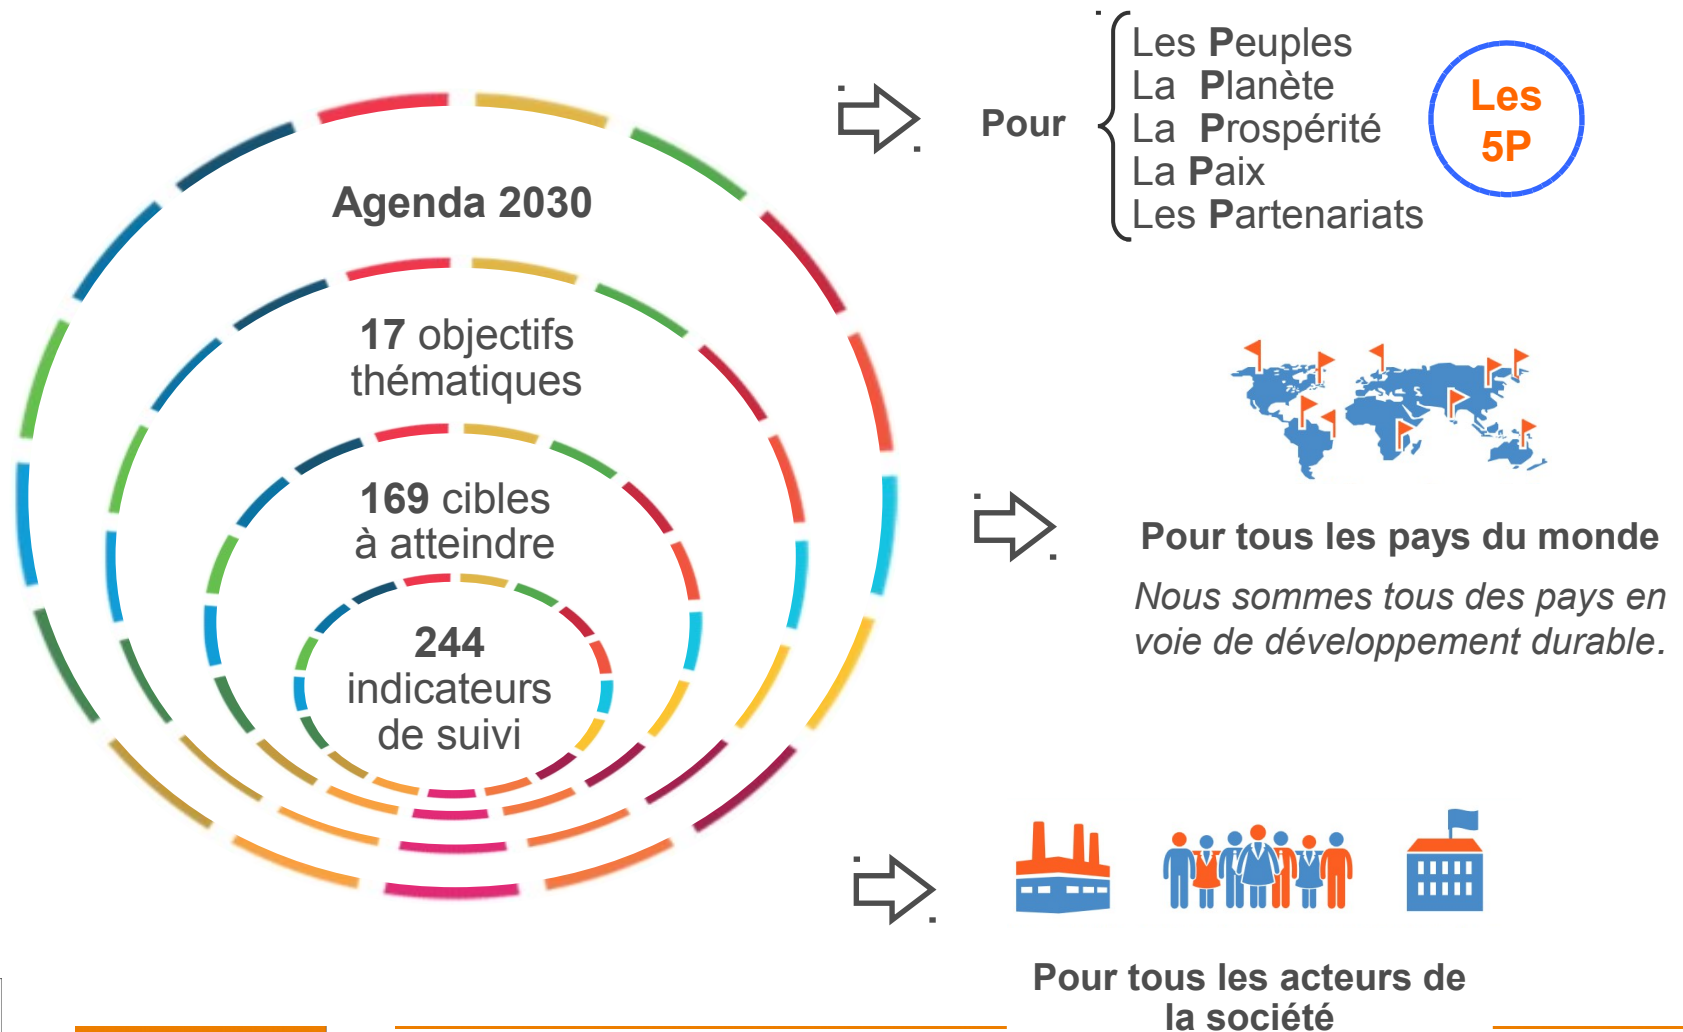 Agenda 2030
17 objectifs
thématiques
169 cibles
à atteindre
244
indicateurs
de suivi
Pour
Les Peuples
La Planète
La Prospérité
La Paix
Les Partenariats
Les
5P
Pour tous les pays du monde
Nous sommes tous des pays en
voie de développement durable.
Pour tous les acteurs de
la société